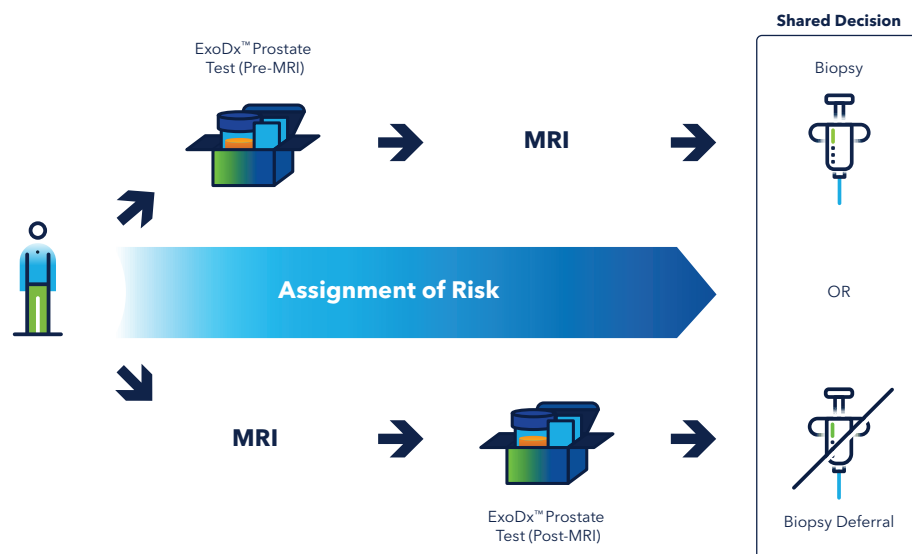 Shared Decision
ExoDx™ Prostate
Test (Pre-MRI)
Biopsy
MRI
Assignment of Risk
OR
MRI
ExoDx™ Prostate
Test (Post-MRI)
Biopsy Deferral